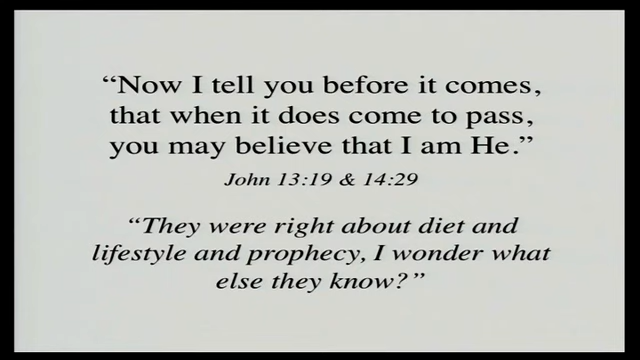 “Now I tell you before it comes,
that when it does come to pass,
you may believe that I am He.”
John 13:19 & 14:29
“They were right about diet and
lifestyle and prophecy, I wonder what
else they know?”